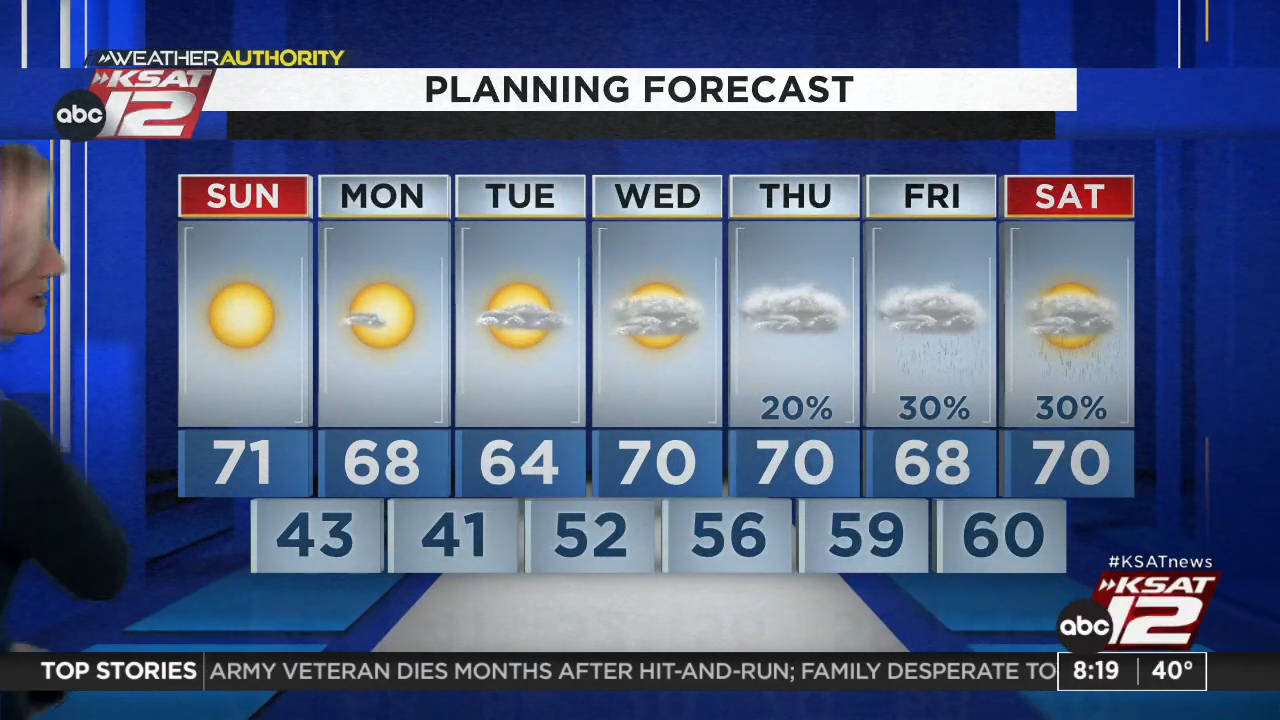 WEATHERAUTHORITY
KSAT
abc 12
PLANNING FORECAST
SUN MON TUE WED THU FRI SAT
20% 30% 30%
71 68 64 70 70 68 70
43 41 52 56 59 60
#KSATnews
KSAT
abc 12
TOP STORIES ARMY VETERAN DIES MONTHS AFTER HIT-AND-RUN; FAMILY DESPERATE TO 8:19 40°